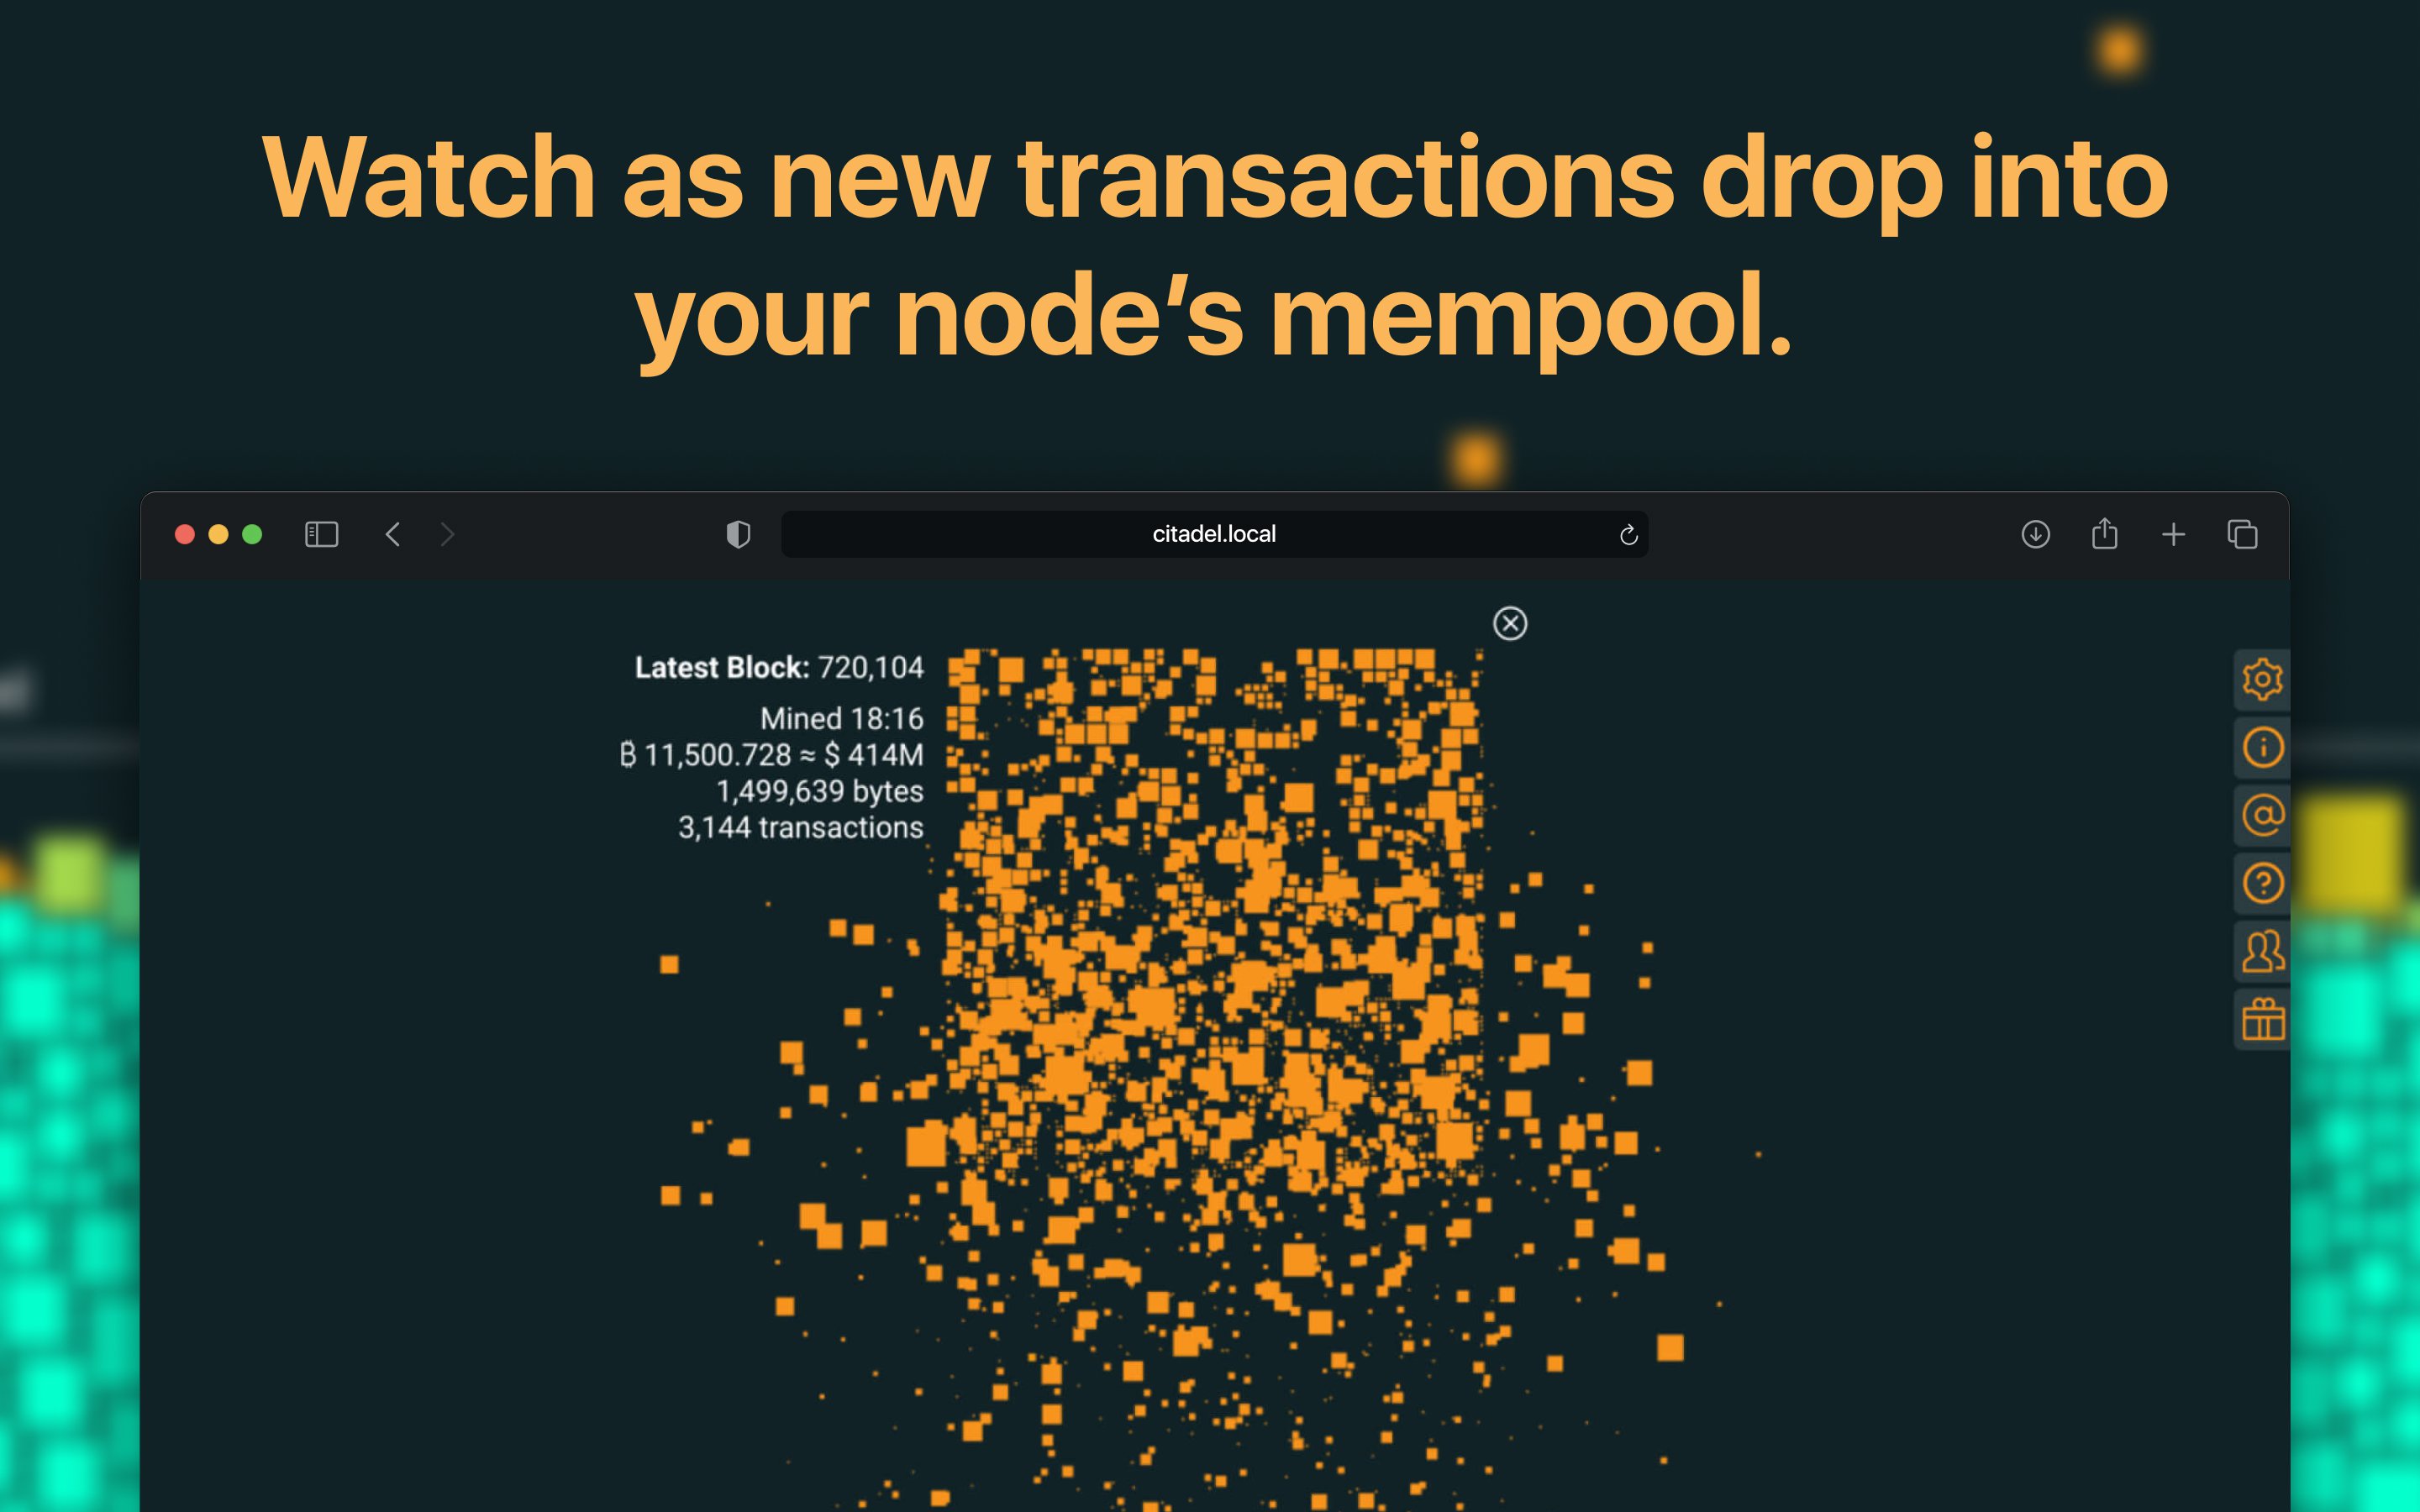 Watch as new transactions drop into
your node's mempool.
citadel.local
Latest Block: 720,104
Mined 18:16
₿ 11,500.728 ≈ $ 414M
1,499,639 bytes
3,144 transactions